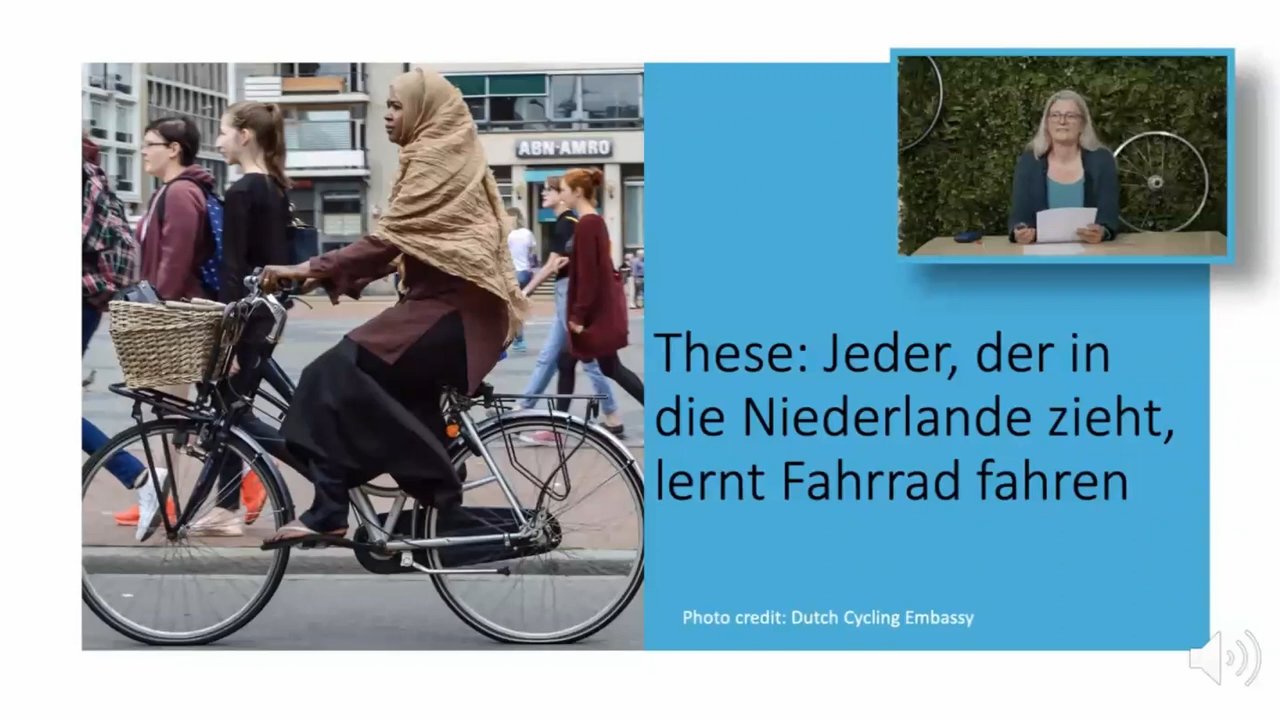 ABN·AMRO
These: Jeder, der in
die Niederlande zieht,
lernt Fahrrad fahren
Photo credit: Dutch Cycling Embassy